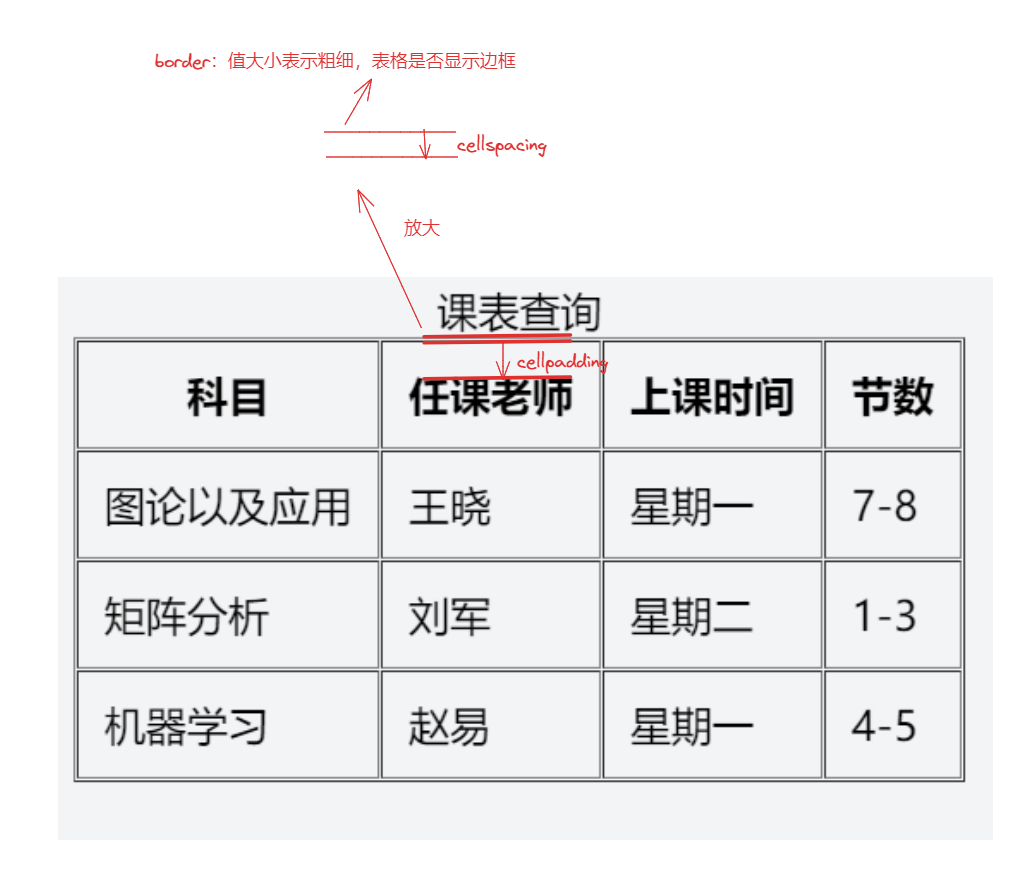 border：值大小表示粗细，表格是否显示边框
cellspacing
放大
课表查询
cellpadding
科目 任课老师 上课时间 节数
图论以及应用 王晓 星期一 7-8
矩阵分析 刘军 星期二 1-3
机器学习 赵易 星期一 4-5